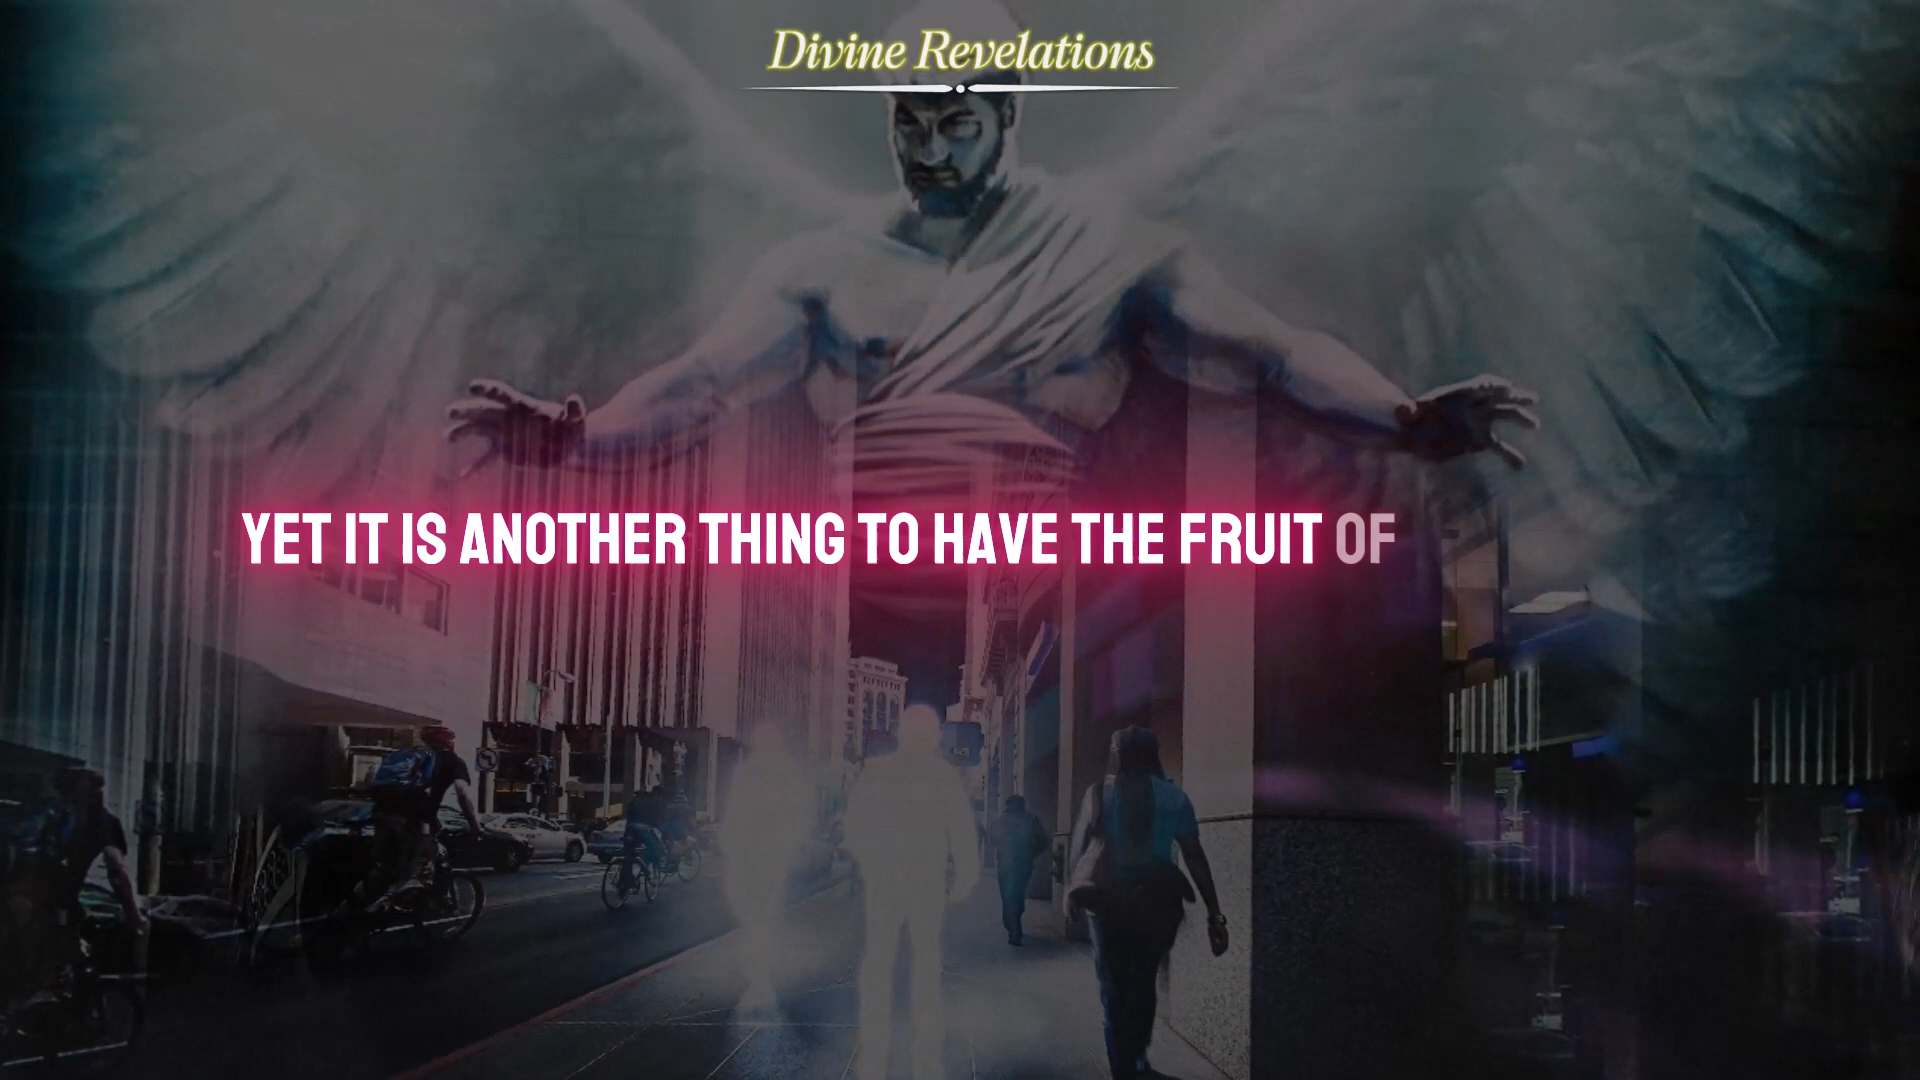 Divine Revelations
YET IT IS ANOTHER THING TO HAVE THE FRUIT OF